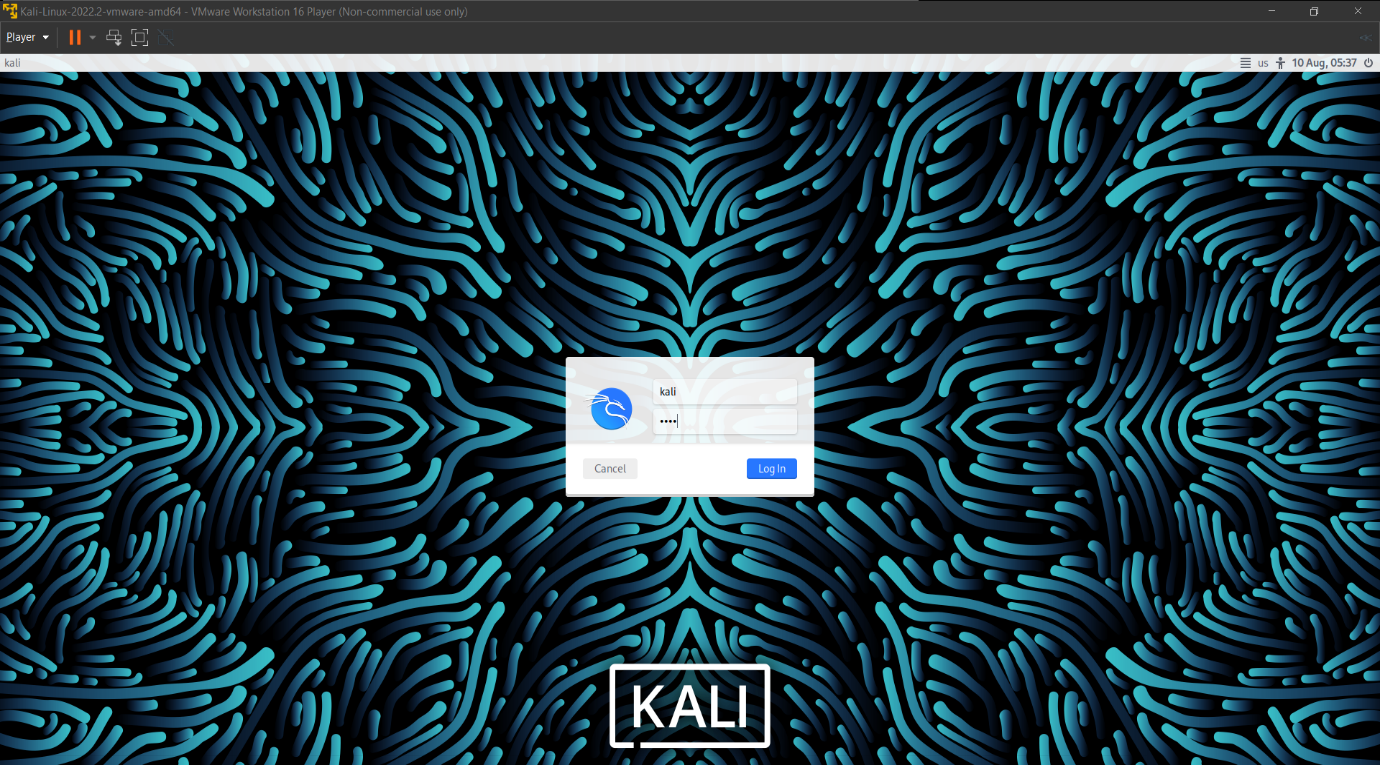 Kali-Linux-2022.2-vmware-amd64 - VMware Workstation 16 Player (Non-commercial use only)
Player
kali us 10 Aug, 05:37
kali
••••
Cancel Log In
KALI